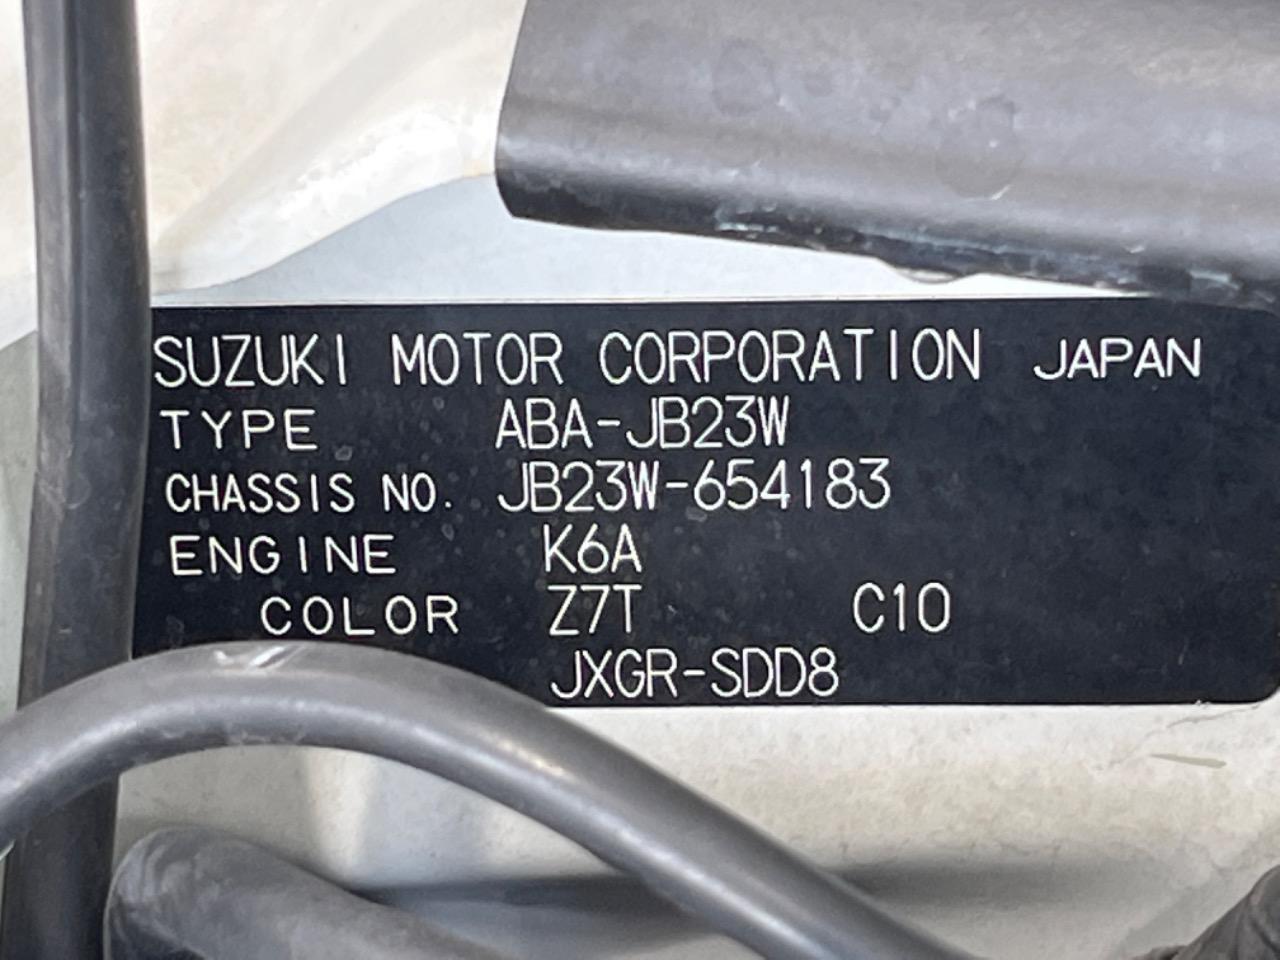 SUZUKI MOTOR CORPORATION JAPAN
TYPE ABA-JB23W
CHASSIS NO. JB23W-654183
ENGINE K6A
COLOR Z7T C10
JXGR-SDD8